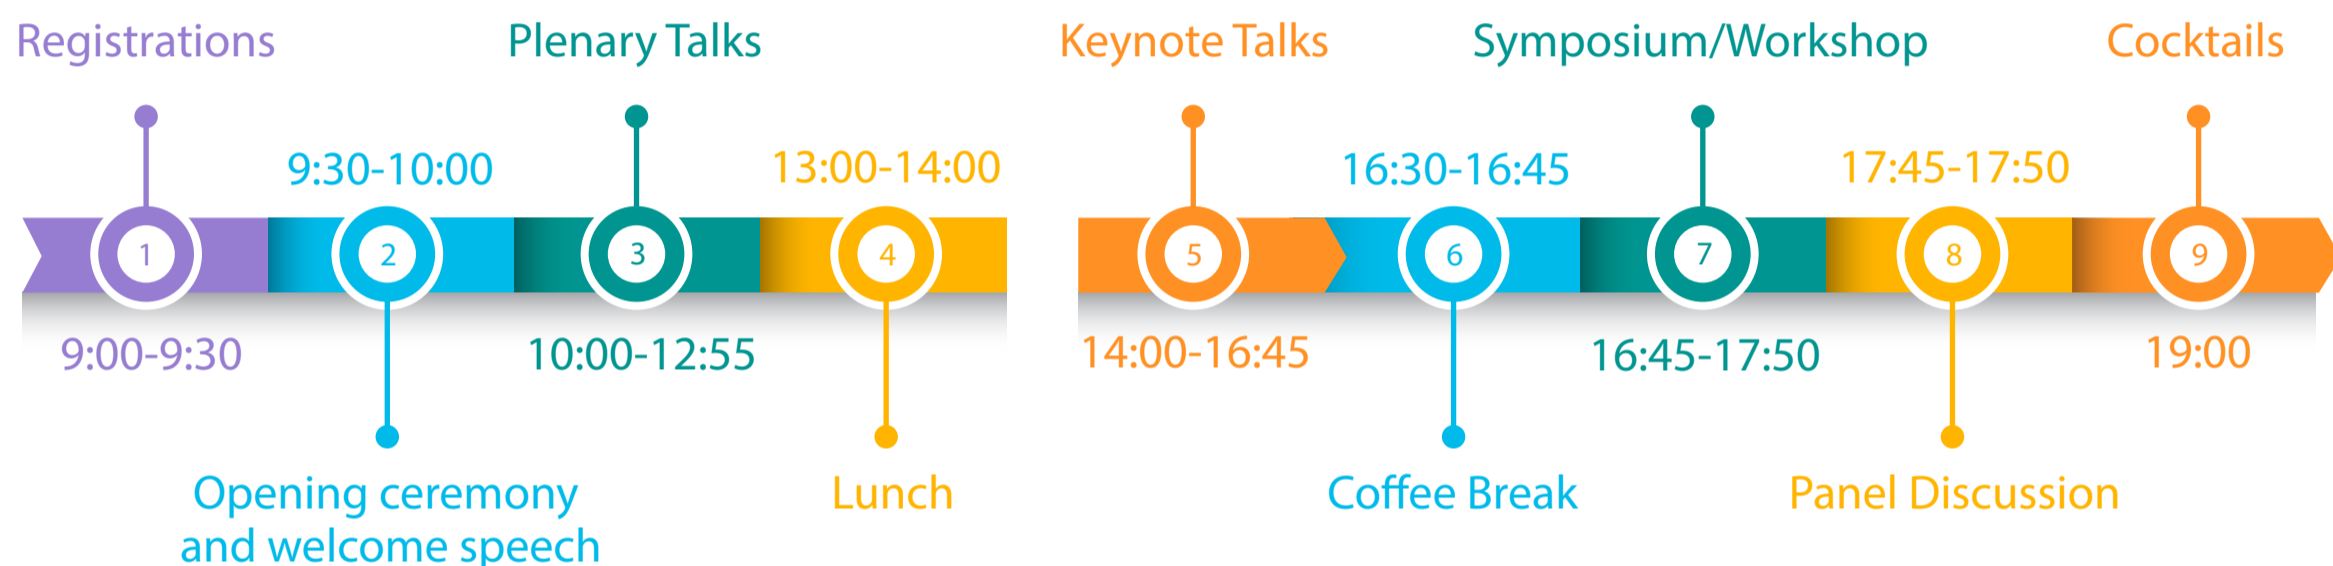 Registrations
Plenary Talks
Keynote Talks
Symposium/Workshop
Cocktails
9:30-10:00
13:00-14:00
16:30-16:45
17:45-17:50
1
2
3
4
5
6
7
8
9
9:00-9:30
10:00-12:55
14:00-16:45
16:45-17:50
19:00
Opening ceremony
and welcome speech
Lunch
Coffee Break
Panel Discussion